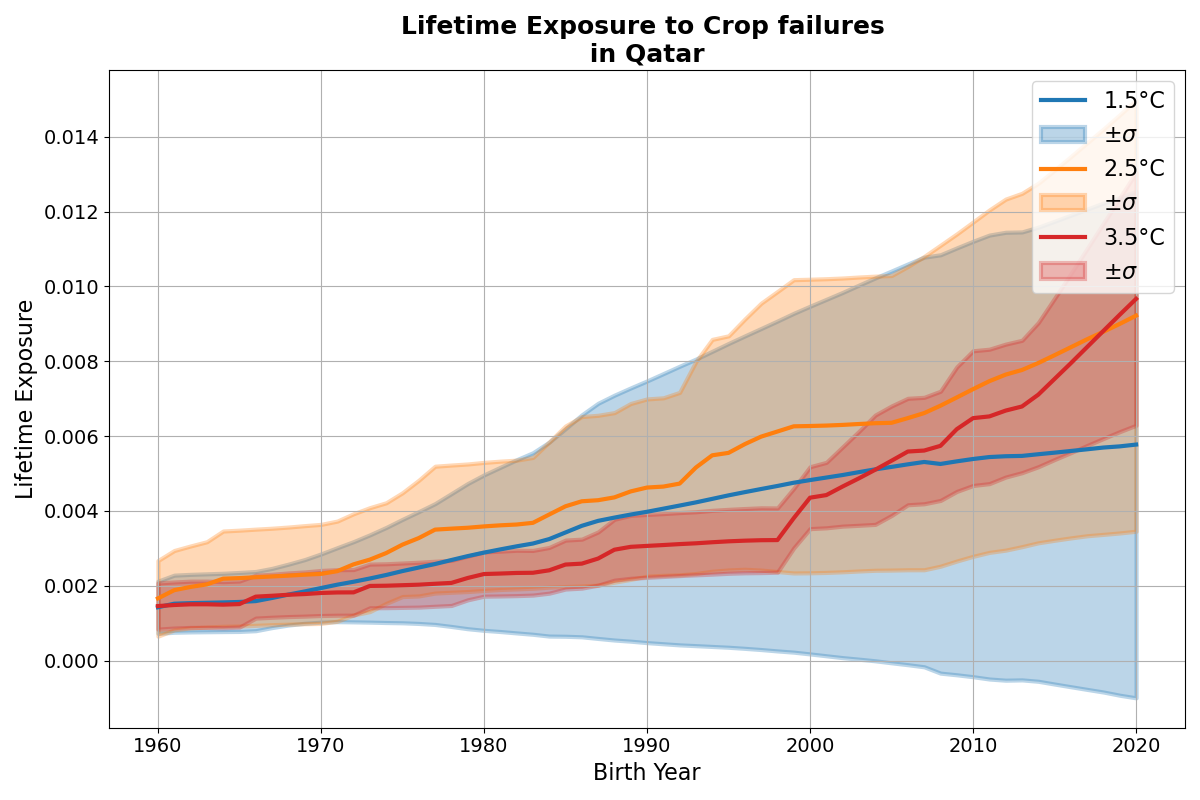 Lifetime Exposure to Crop failures
in Qatar
Lifetime Exposure
0.014
0.012
0.010
0.008
0.006
0.004
0.002
0.000
1.5°C
±σ
2.5°C
±σ
3.5°C
±σ
1960 1970 1980 1990 2000 2010 2020
Birth Year